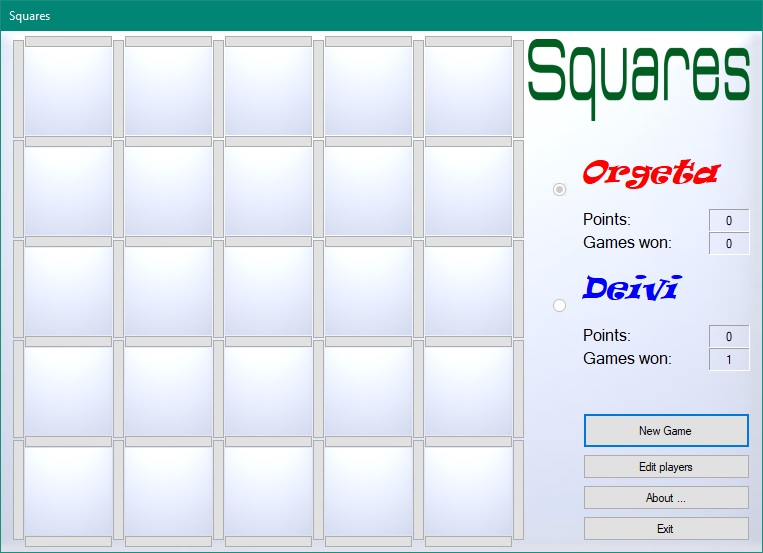 Squares
Squares
Orgeta
Points: 0
Games won: 0
Deivi
Points: 0
Games won: 1
New Game
Edit players
About ...
Exit